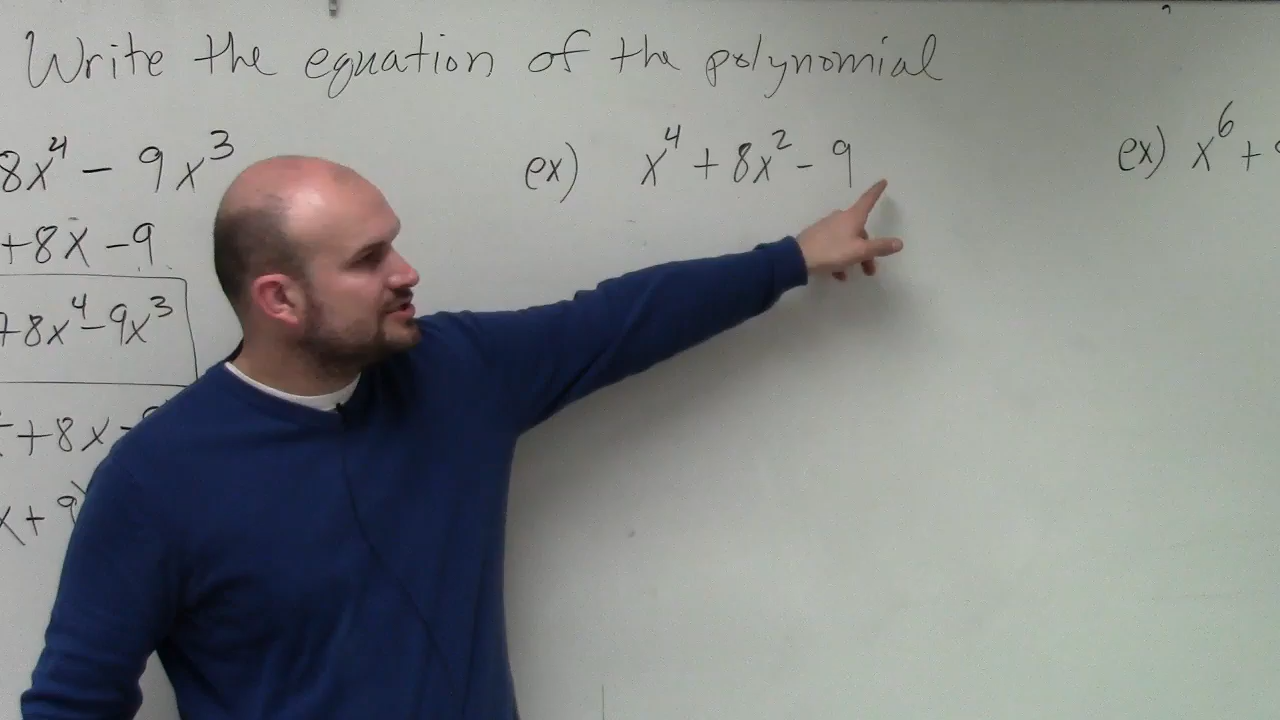 Write the equation of the polynomial
8x⁴ - 9x³
ex) x⁴ + 8x² - 9
ex) x⁶ +
+8x - 9
+8x⁴ - 9x³
+8x -
x + 9